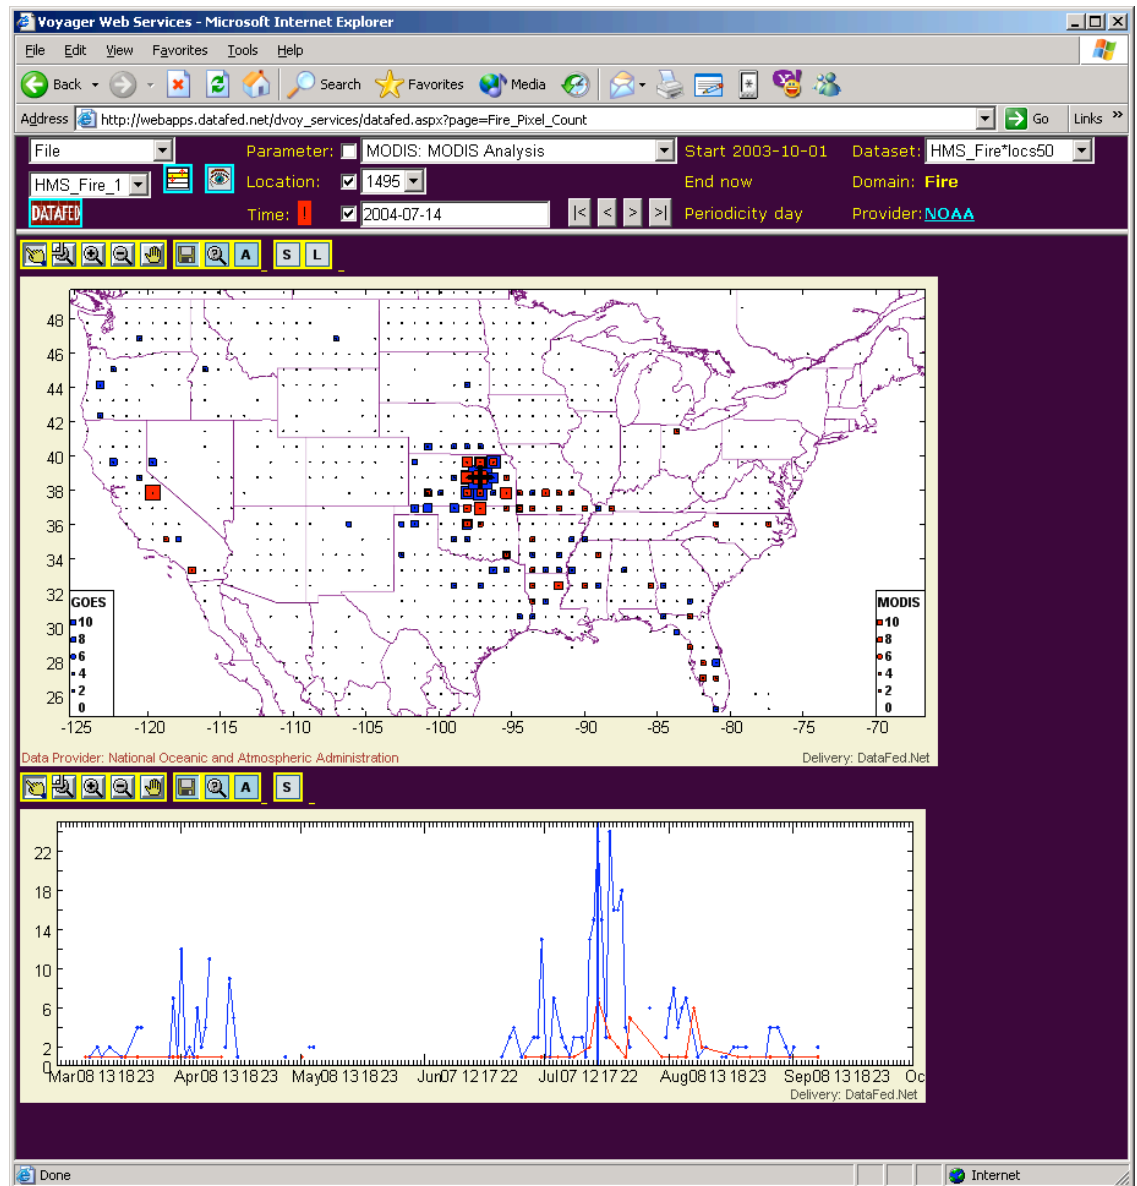 Voyager Web Services - Microsoft Internet Explorer
File Edit View Favorites Tools Help
Back Search Favorites Media
Address http://webapps.datafed.net/dvoy_services/datafed.aspx?page=Fire_Pixel_Count Go Links »
File Parameter: MODIS: MODIS Analysis Start 2003-10-01 Dataset: HMS_Fire*locs50
HMS_Fire_1 Location: 1495 End now Domain: Fire
DATAFED Time: ! 2004-07-14 |< < > >| Periodicity day Provider: NOAA
A S L
48
46
44
42
40
38
36
34
32
30
28
26
GOES
10
8
6
4
2
0
MODIS
10
8
6
4
2
0
-125 -120 -115 -110 -105 -100 -95 -90 -85 -80 -75 -70
Data Provider: National Oceanic and Atmospheric Administration Delivery: DataFed.Net
A S
22
18
14
10
6
2
0
Mar08 13 18 23 Apr08 13 18 23 May08 13 18 23 Jun07 12 17 22 Jul07 12 17 22 Aug08 13 18 23 Sep08 13 18 23 Oc
Delivery: DataFed.Net
Done Internet